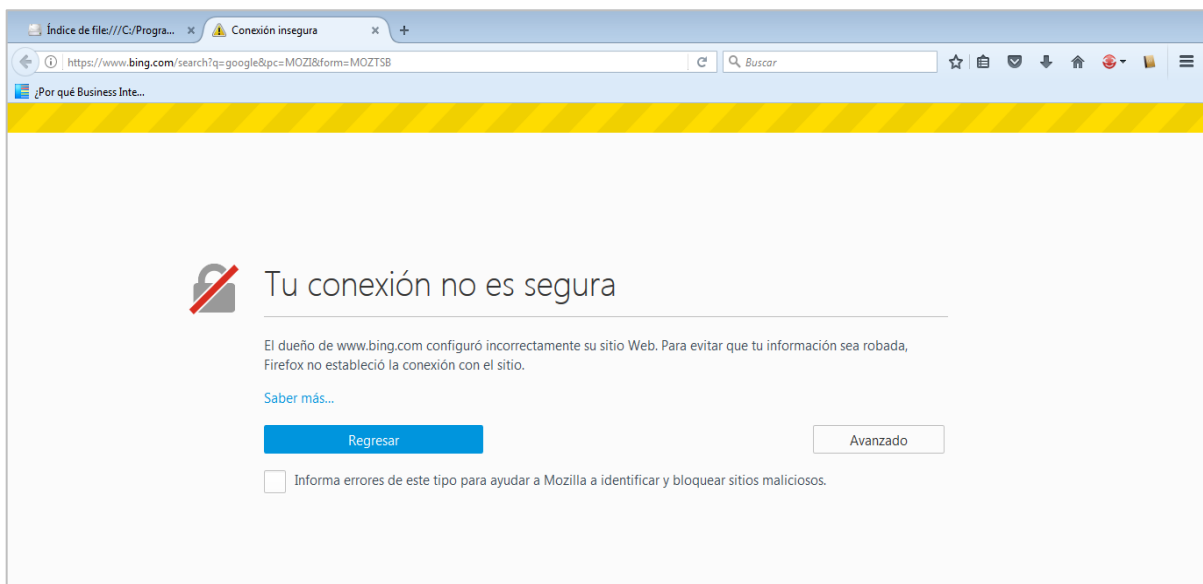 Índice de file:///C:/Progra...
Conexión insegura
https://www.bing.com/search?q=google&pc=MOZI&form=MOZTSB
Buscar
¿Por qué Business Inte...
Tu conexión no es segura
El dueño de www.bing.com configuró incorrectamente su sitio Web. Para evitar que tu información sea robada,
Firefox no estableció la conexión con el sitio.
Saber más...
Regresar
Avanzado
Informa errores de este tipo para ayudar a Mozilla a identificar y bloquear sitios maliciosos.